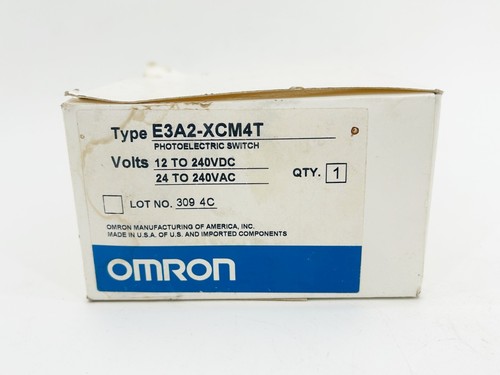 Type E3A2-XCM4T
PHOTOELECTRIC SWITCH
Volts 12 TO 240VDC
24 TO 240VAC QTY. 1
LOT NO. 309 4C
OMRON MANUFACTURING OF AMERICA, INC.
MADE IN U.S.A. OF U.S. AND IMPORTED COMPONENTS
OMRON